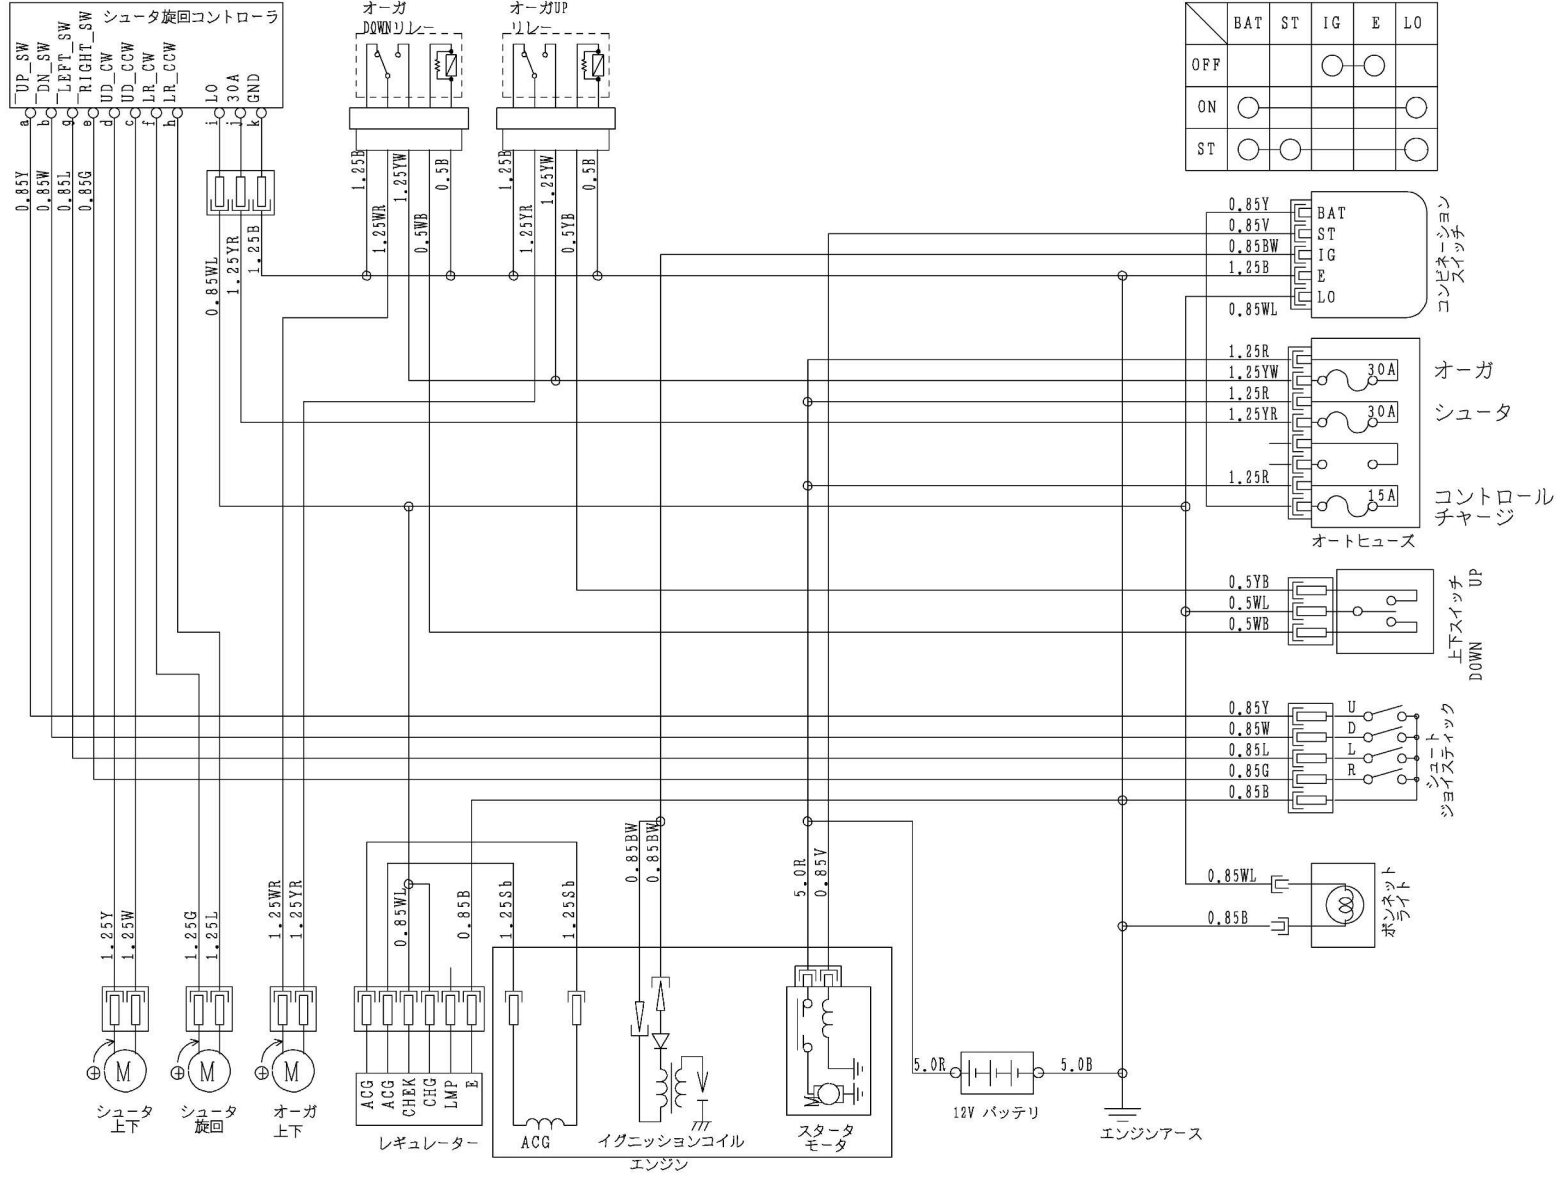 シュータ旋回コントローラ
UP_SW
DN_SW
LEFT_SW
RIGHT_SW
UD_CW
UD_CCW
LR_CW
LR_CCW
LO
30A
GND
a
b
g
e
d
c
f
h
i
j
k
0.85Y
0.85W
0.85L
0.85G
0.85WL
1.25YR
1.25B
オーガ
DOWNリレー
オーガUP
リレー
1.25B
1.25WR
1.25YW
0.5WB
0.5B
1.25B
1.25YR
1.25YW
0.5YB
0.5B
BAT ST IG E LO
OFF
ON
ST
0.85Y
0.85V
0.85BW
1.25B
0.85WL
BAT
ST
IG
E
LO
コンビネーション
スイッチ
1.25R
1.25YW
1.25R
1.25YR
1.25R
30A
30A
15A
オーガ
シュータ
コントロール
チャージ
オートヒューズ
0.5YB
0.5WL
0.5WB
上下スイッチ
UP
DOWN
0.85Y
0.85W
0.85L
0.85G
0.85B
U
D
L
R
シュート
ジョイスティック
0.85WL
0.85B
ボンネット
ライト
1.25Y
1.25W
1.25G
1.25L
1.25WR
1.25YR
0.85WL
0.85B
1.25Sb
1.25Sb
0.85BW
0.85BW
5.0R
0.85V
M
M
M
シュータ
上下
シュータ
旋回
オーガ
上下
ACG
ACG
CHEK
CHG
LMP
E
レギュレーター
ACG
イグニッションコイル
エンジン
M
スタータ
モータ
5.0R
5.0B
12V バッテリ
エンジンアース